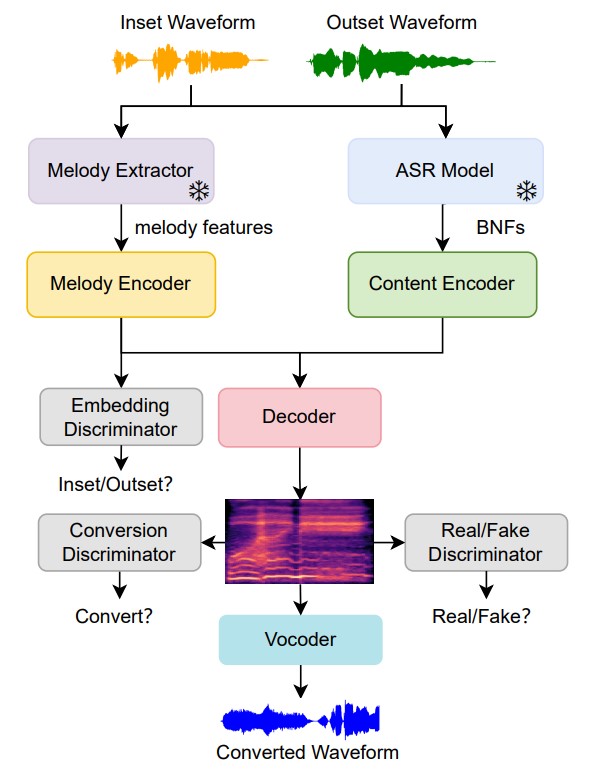 Inset Waveform
Outset Waveform
Melody Extractor
ASR Model
melody features
BNFs
Melody Encoder
Content Encoder
Embedding
Discriminator
Decoder
Inset/Outset?
Conversion
Discriminator
Real/Fake
Discriminator
Convert?
Real/Fake?
Vocoder
Converted Waveform